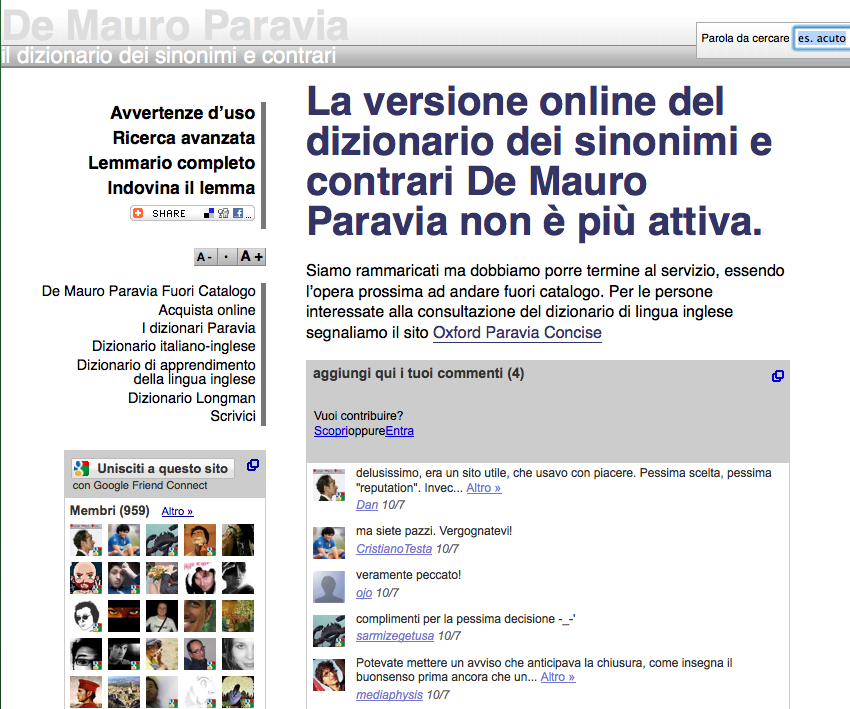 De Mauro Paravia
il dizionario dei sinonimi e contrari
Parola da cercare es. acuto
Avvertenze d’uso
Ricerca avanzata
Lemmario completo
Indovina il lemma
SHARE ...
A - · A +
De Mauro Paravia Fuori Catalogo
Acquista online
I dizionari Paravia
Dizionario italiano-inglese
Dizionario di apprendimento
della lingua inglese
Dizionario Longman
Scrivici
Unisciti a questo sito
con Google Friend Connect
Membri (959) Altro »
La versione online del
dizionario dei sinonimi e
contrari De Mauro
Paravia non è più attiva.
Siamo rammaricati ma dobbiamo porre termine al servizio, essendo
l’opera prossima ad andare fuori catalogo. Per le persone
interessate alla consultazione del dizionario di lingua inglese
segnaliamo il sito Oxford Paravia Concise
aggiungi qui i tuoi commenti (4)
Vuoi contribuire?
ScoprioppureEntra
delusissimo, era un sito utile, che usavo con piacere. Pessima scelta, pessima
"reputation". Invec... Altro »
Dan 10/7
ma siete pazzi. Vergognatevi!
CristianoTesta 10/7
veramente peccato!
ojo 10/7
complimenti per la pessima decisione -_-'
sarmizegetusa 10/7
Potevate mettere un avviso che anticipava la chiusura, come insegna il
buonsenso prima ancora che un... Altro »
mediaphysis 10/7